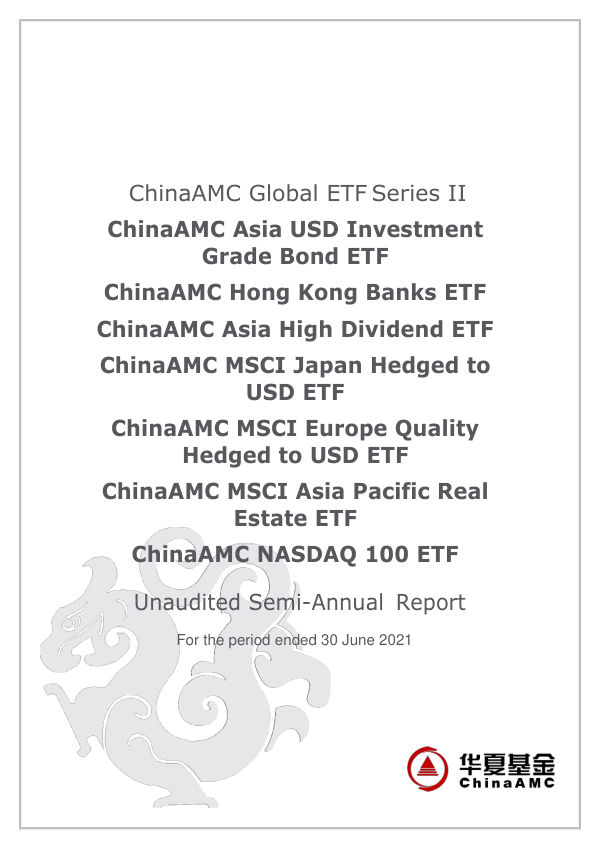 ChinaAMC Global ETF Series II
ChinaAMC Asia USD Investment
Grade Bond ETF
ChinaAMC Hong Kong Banks ETF
ChinaAMC Asia High Dividend ETF
ChinaAMC MSCI Japan Hedged to
USD ETF
ChinaAMC MSCI Europe Quality
Hedged to USD ETF
ChinaAMC MSCI Asia Pacific Real
Estate ETF
ChinaAMC NASDAQ 100 ETF
Unaudited Semi-Annual Report
For the period ended 30 June 2021
华夏基金
ChinaAMC